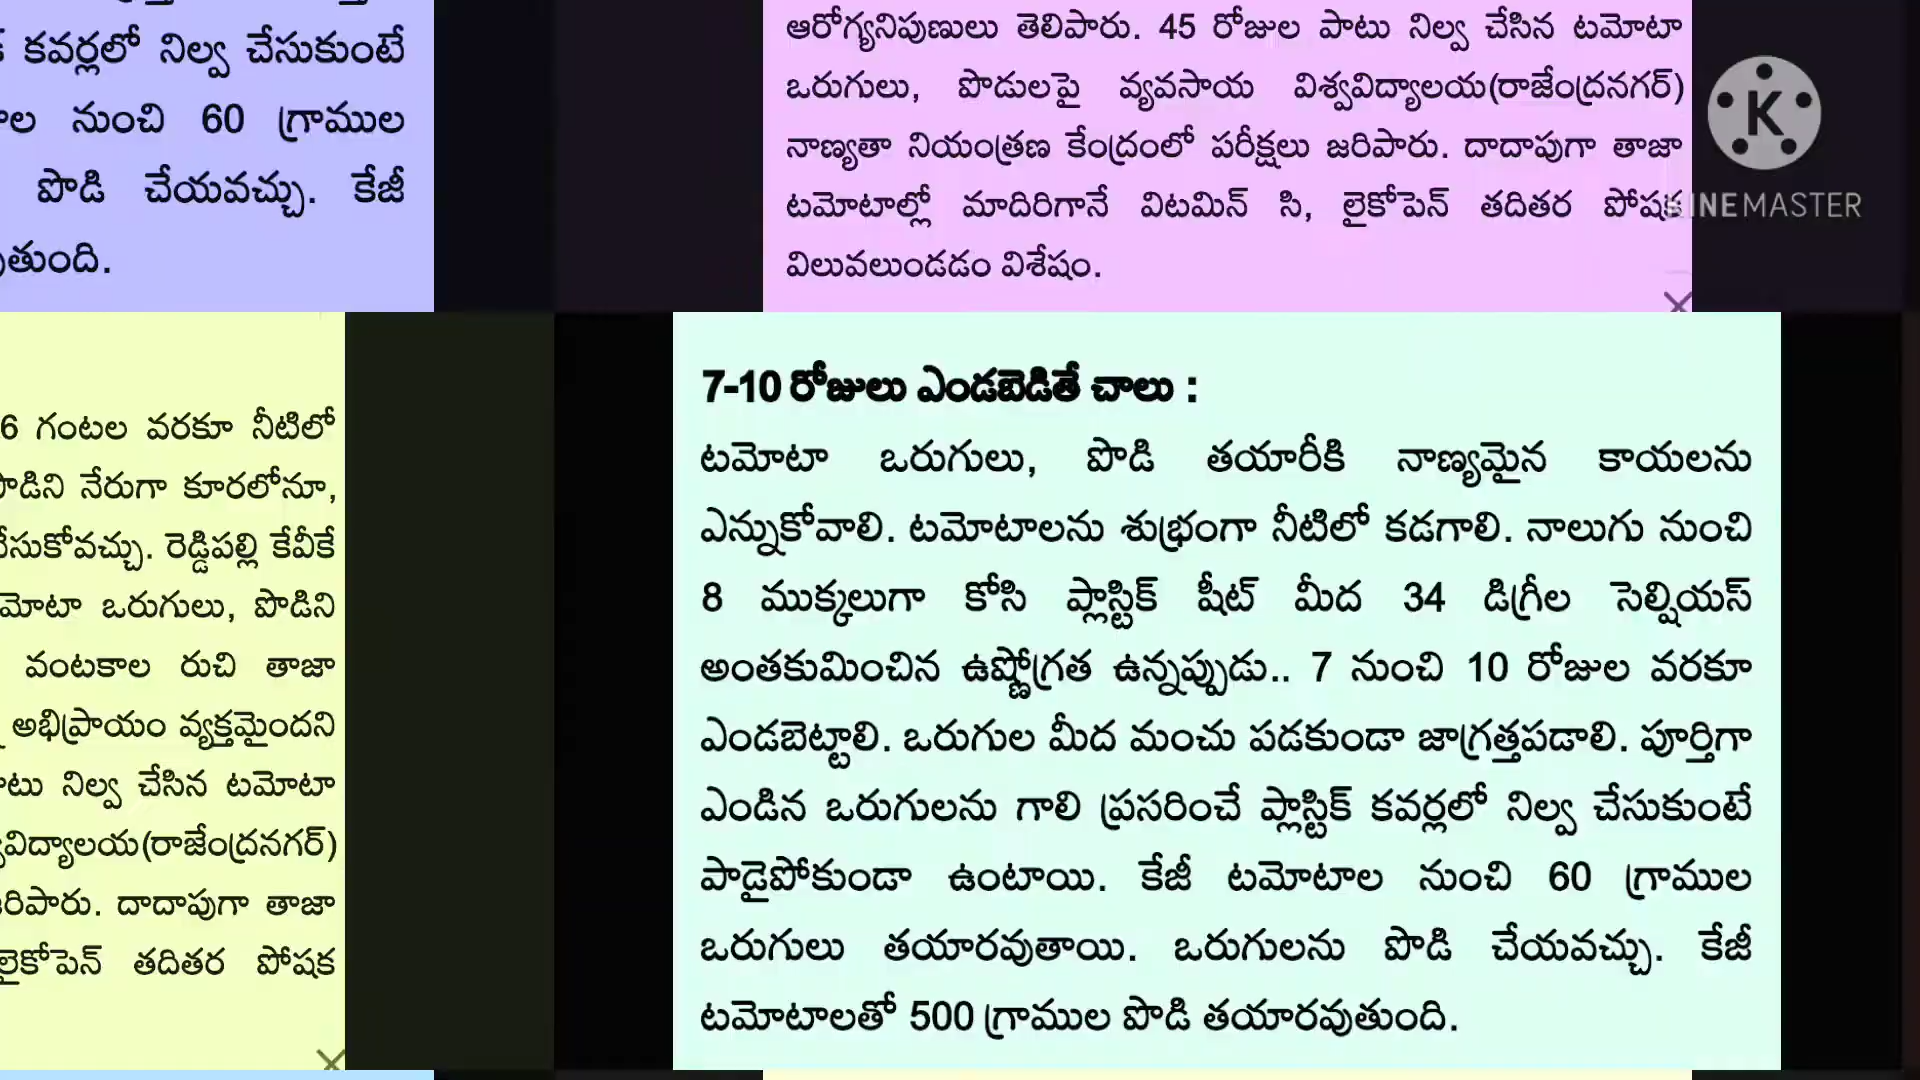 కవర్లలో నిల్వ చేసుకుంటే
నుంచి 60 గ్రాముల
పొడి చేయవచ్చు. కేజీ
ఆరోగ్యనిపుణులు తెలిపారు. 45 రోజుల పాటు నిల్వ చేసిన టమోటా
ఒరుగులు, పొడులపై వ్యవసాయ విశ్వవిద్యాలయ(రాజేంద్రనగర్)
నాణ్యతా నియంత్రణ కేంద్రంలో పరీక్షలు జరిపారు. దాదాపుగా తాజా
టమోటాల్లో మాదిరిగానే విటమిన్ సి, లైకోపెన్ తదితర పోషక
విలువలుండడం విశేషం.
KINEMASTER
6 గంటల వరకూ నీటిలో
పొడిని నేరుగా కూరలోనూ,
రెడ్డిపల్లి కేవీకే
ఒరుగులు, పొడిని
వంటకాల రుచి తాజా
అభిప్రాయం వ్యక్తమైందని
నిల్వ చేసిన టమోటా
దాదాపుగా తాజా
లైకోపెన్ తదితర పోషక
7-10 రోజులు ఎండబెడితే చాలు :
టమోటా ఒరుగులు, పొడి తయారీకి నాణ్యమైన కాయలను
ఎన్నుకోవాలి. టమోటాలను శుభ్రంగా నీటిలో కడగాలి. నాలుగు నుంచి
8 ముక్కలుగా కోసి ప్లాస్టిక్ షీట్ మీద 34 డిగ్రీల సెల్షియస్
అంతకుమించిన ఉష్ణోగ్రత ఉన్నప్పుడు.. 7 నుంచి 10 రోజుల వరకూ
ఎండబెట్టాలి. ఒరుగుల మీద మంచు పడకుండా జాగ్రత్తపడాలి. పూర్తిగా
ఎండిన ఒరుగులను గాలి ప్రసరించే ప్లాస్టిక్ కవర్లలో నిల్వ చేసుకుంటే
పాడైపోకుండా ఉంటాయి. కేజీ టమోటాల నుంచి 60 గ్రాముల
ఒరుగులు తయారవుతాయి. ఒరుగులను పొడి చేయవచ్చు. కేజీ
టమోటాలతో 500 గ్రాముల పొడి తయారవుతుంది.